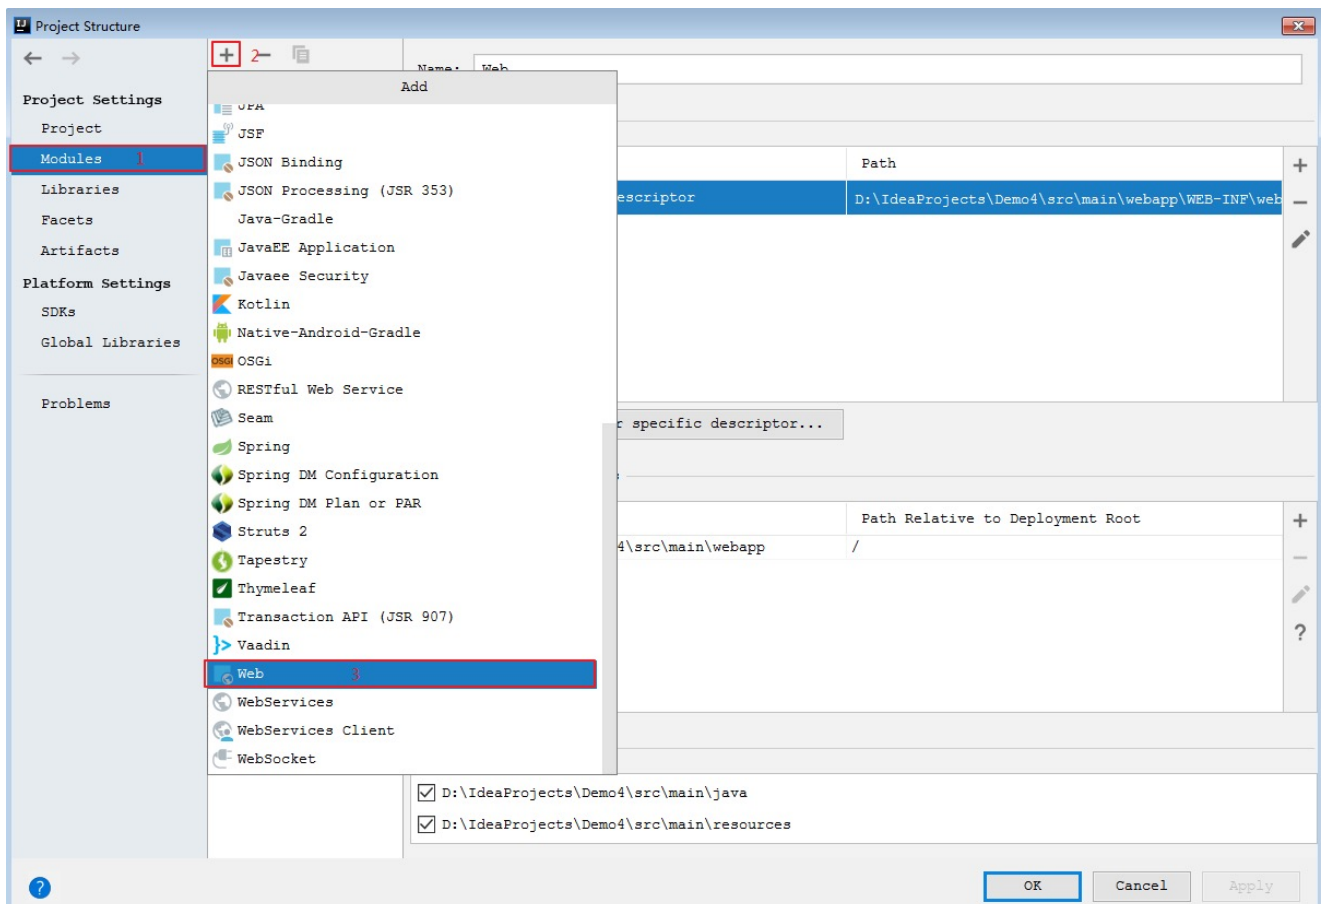 Project Structure
Project Settings
Project
Modules 1
Libraries
Facets
Artifacts
Platform Settings
SDKs
Global Libraries
Problems
2
Add
JPA
JSF
JSON Binding
JSON Processing (JSR 353)
Java-Gradle
JavaEE Application
Javaee Security
Kotlin
Native-Android-Gradle
OSGi
RESTful Web Service
Seam
Spring
Spring DM Configuration
Spring DM Plan or PAR
Struts 2
Tapestry
Thymeleaf
Transaction API (JSR 907)
Vaadin
Web 3
WebServices
WebServices Client
WebSocket
Name: Web
Path
escriptor D:\IdeaProjects\Demo4\src\main\webapp\WEB-INF\web
r specific descriptor...
Path Relative to Deployment Root
4\src\main\webapp /
D:\IdeaProjects\Demo4\src\main\java
D:\IdeaProjects\Demo4\src\main\resources
OK Cancel Apply